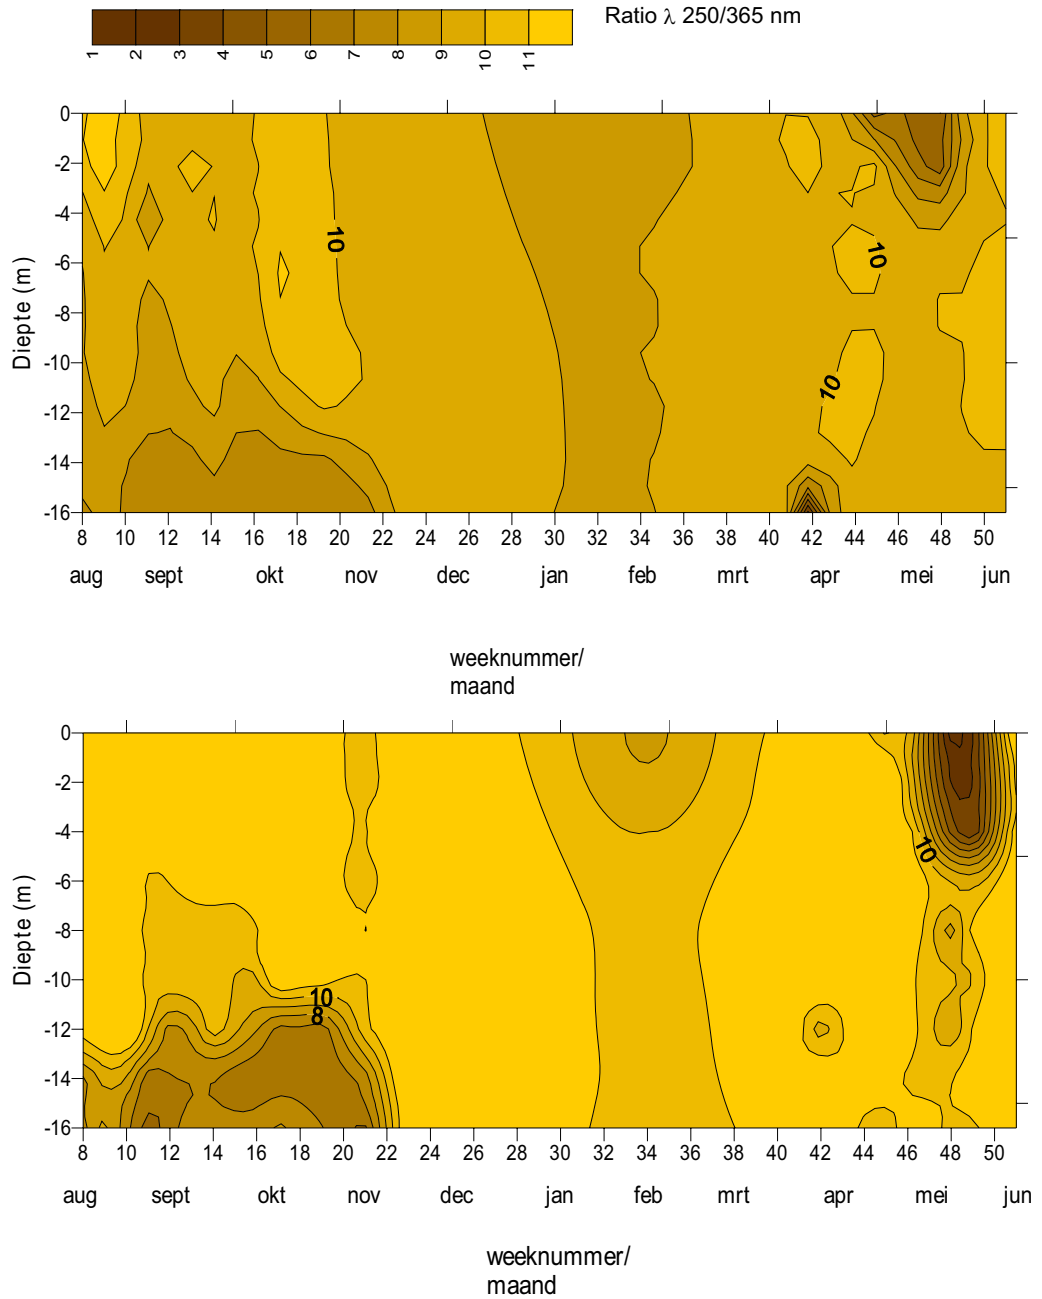 Ratio λ 250/365 nm
1 2 3 4 5 6 7 8 9 10 11
0
-2
-4
-6
-8
-10
-12
-14
-16
Diepte (m)
10
10
10
8 10 12 14 16 18 20 22 24 26 28 30 32 34 36 38 40 42 44 46 48 50
aug sept okt nov dec jan feb mrt apr mei jun
weeknummer/
maand
0
-2
-4
-6
-8
-10
-12
-14
-16
Diepte (m)
10
10
8
8 10 12 14 16 18 20 22 24 26 28 30 32 34 36 38 40 42 44 46 48 50
aug sept okt nov dec jan feb mrt apr mei jun
weeknummer/
maand